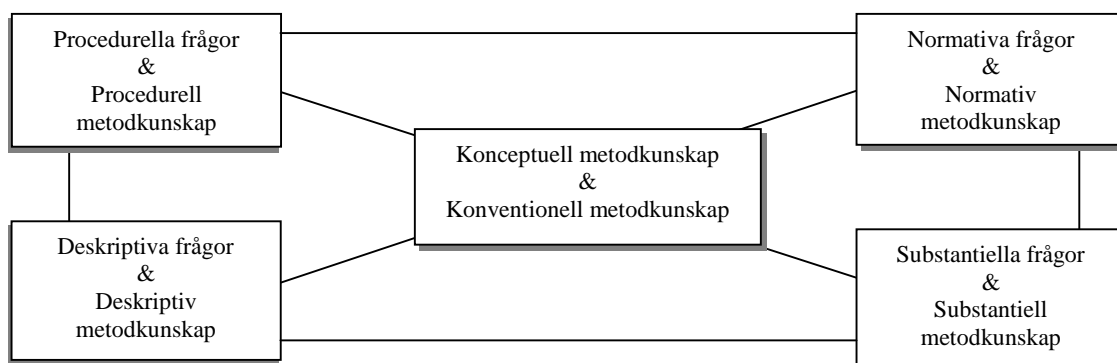 Procedurella frågor
&
Procedurell
metodkunskap
Normativa frågor
&
Normativ
metodkunskap
Konceptuell metodkunskap
&
Konventionell metodkunskap
Deskriptiva frågor
&
Deskriptiv
metodkunskap
Substantiella frågor
&
Substantiell
metodkunskap